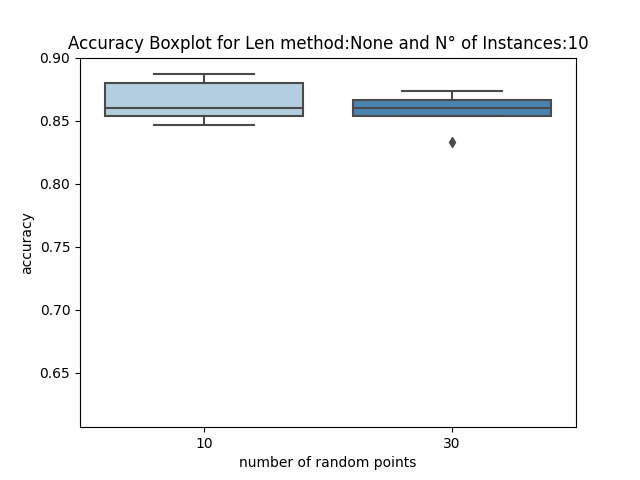 Accuracy Boxplot for Len method:None and N° of Instances:10
0.90
0.85
0.80
0.75
0.70
0.65
accuracy
10 30
number of random points